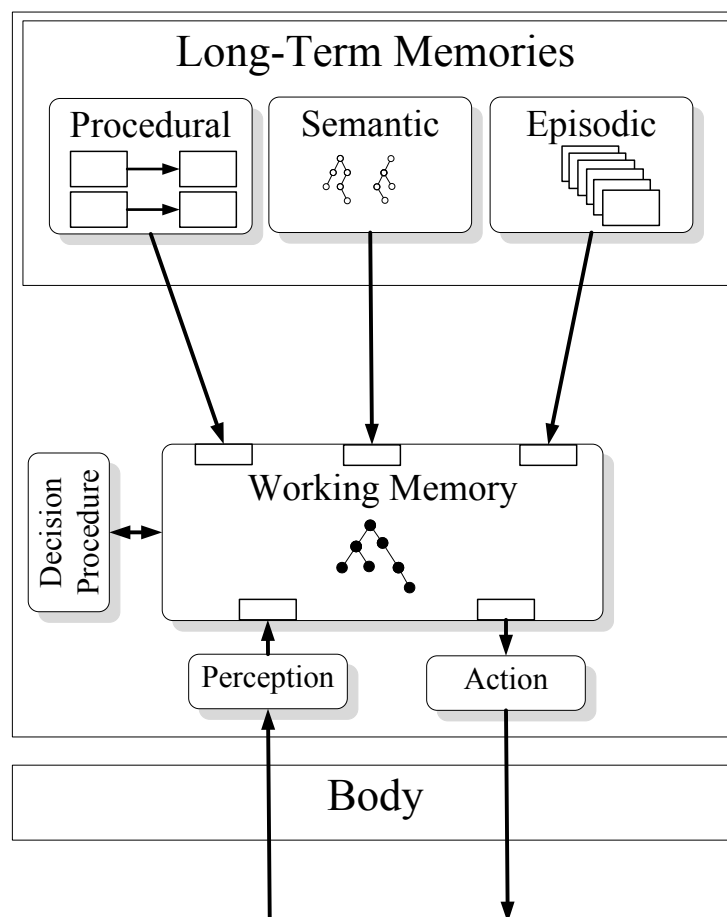 Long-Term Memories
Procedural
Semantic
Episodic
Working Memory
Decision
Procedure
Perception
Action
Body